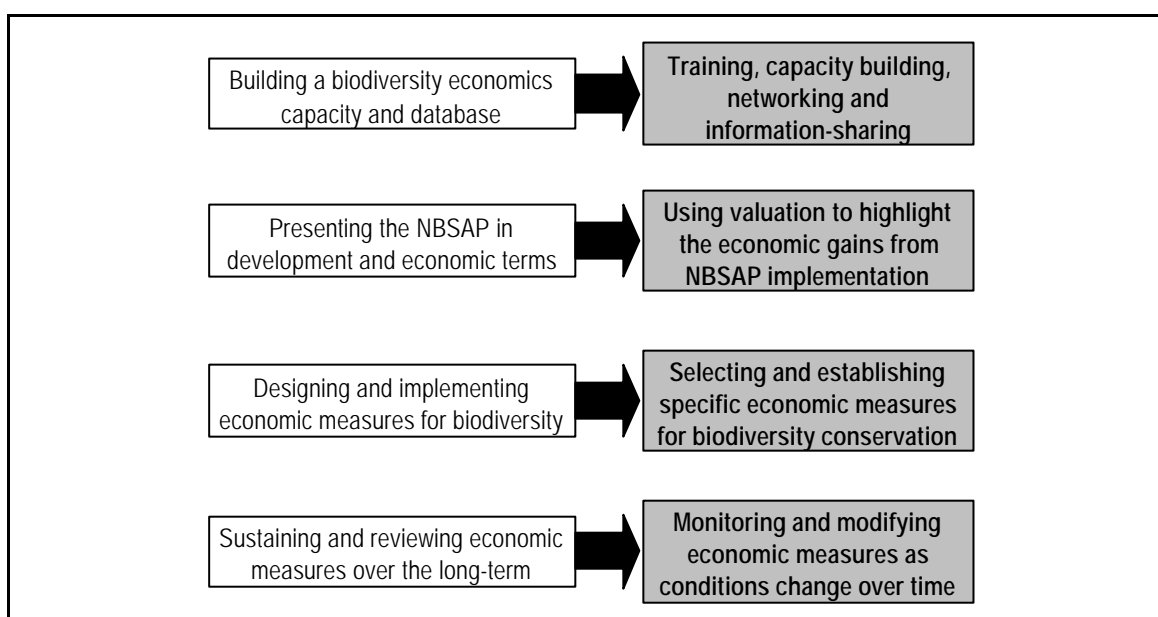 Building a biodiversity economics
capacity and database
Training, capacity building,
networking and
information-sharing
Presenting the NBSAP in
development and economic terms
Using valuation to highlight
the economic gains from
NBSAP implementation
Designing and implementing
economic measures for biodiversity
Selecting and establishing
specific economic measures
for biodiversity conservation
Sustaining and reviewing economic
measures over the long-term
Monitoring and modifying
economic measures as
conditions change over time